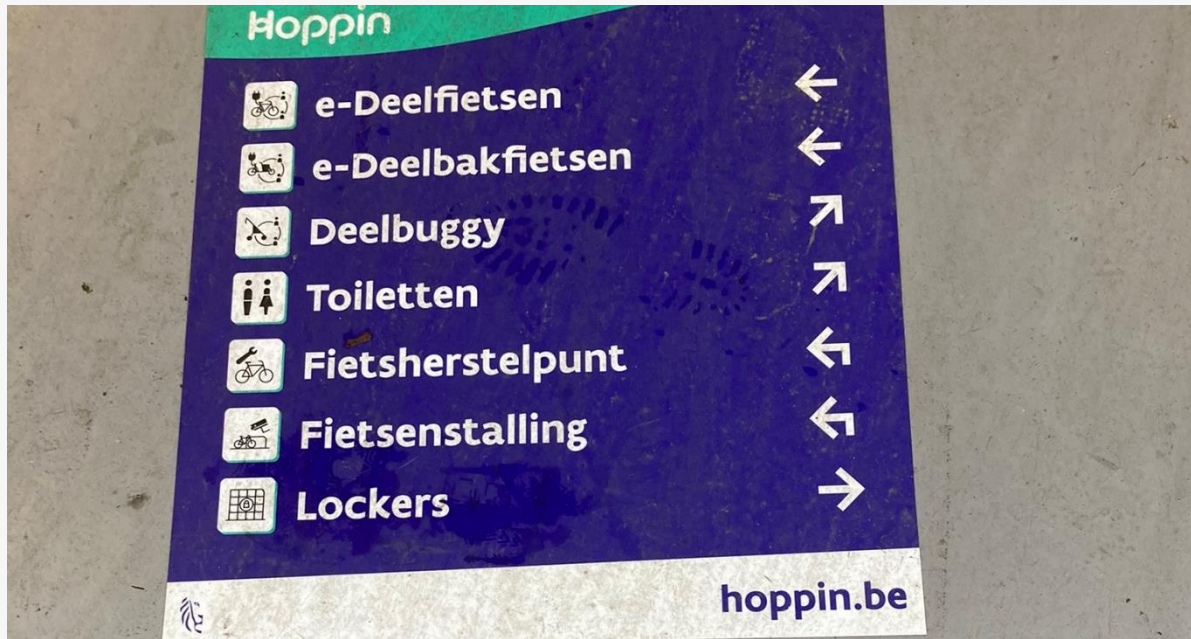 Hoppin
e-Deelfietsen
e-Deelbakfietsen
Deelbuggy
Toiletten
Fietsherstelpunt
Fietsenstalling
Lockers
hoppin.be